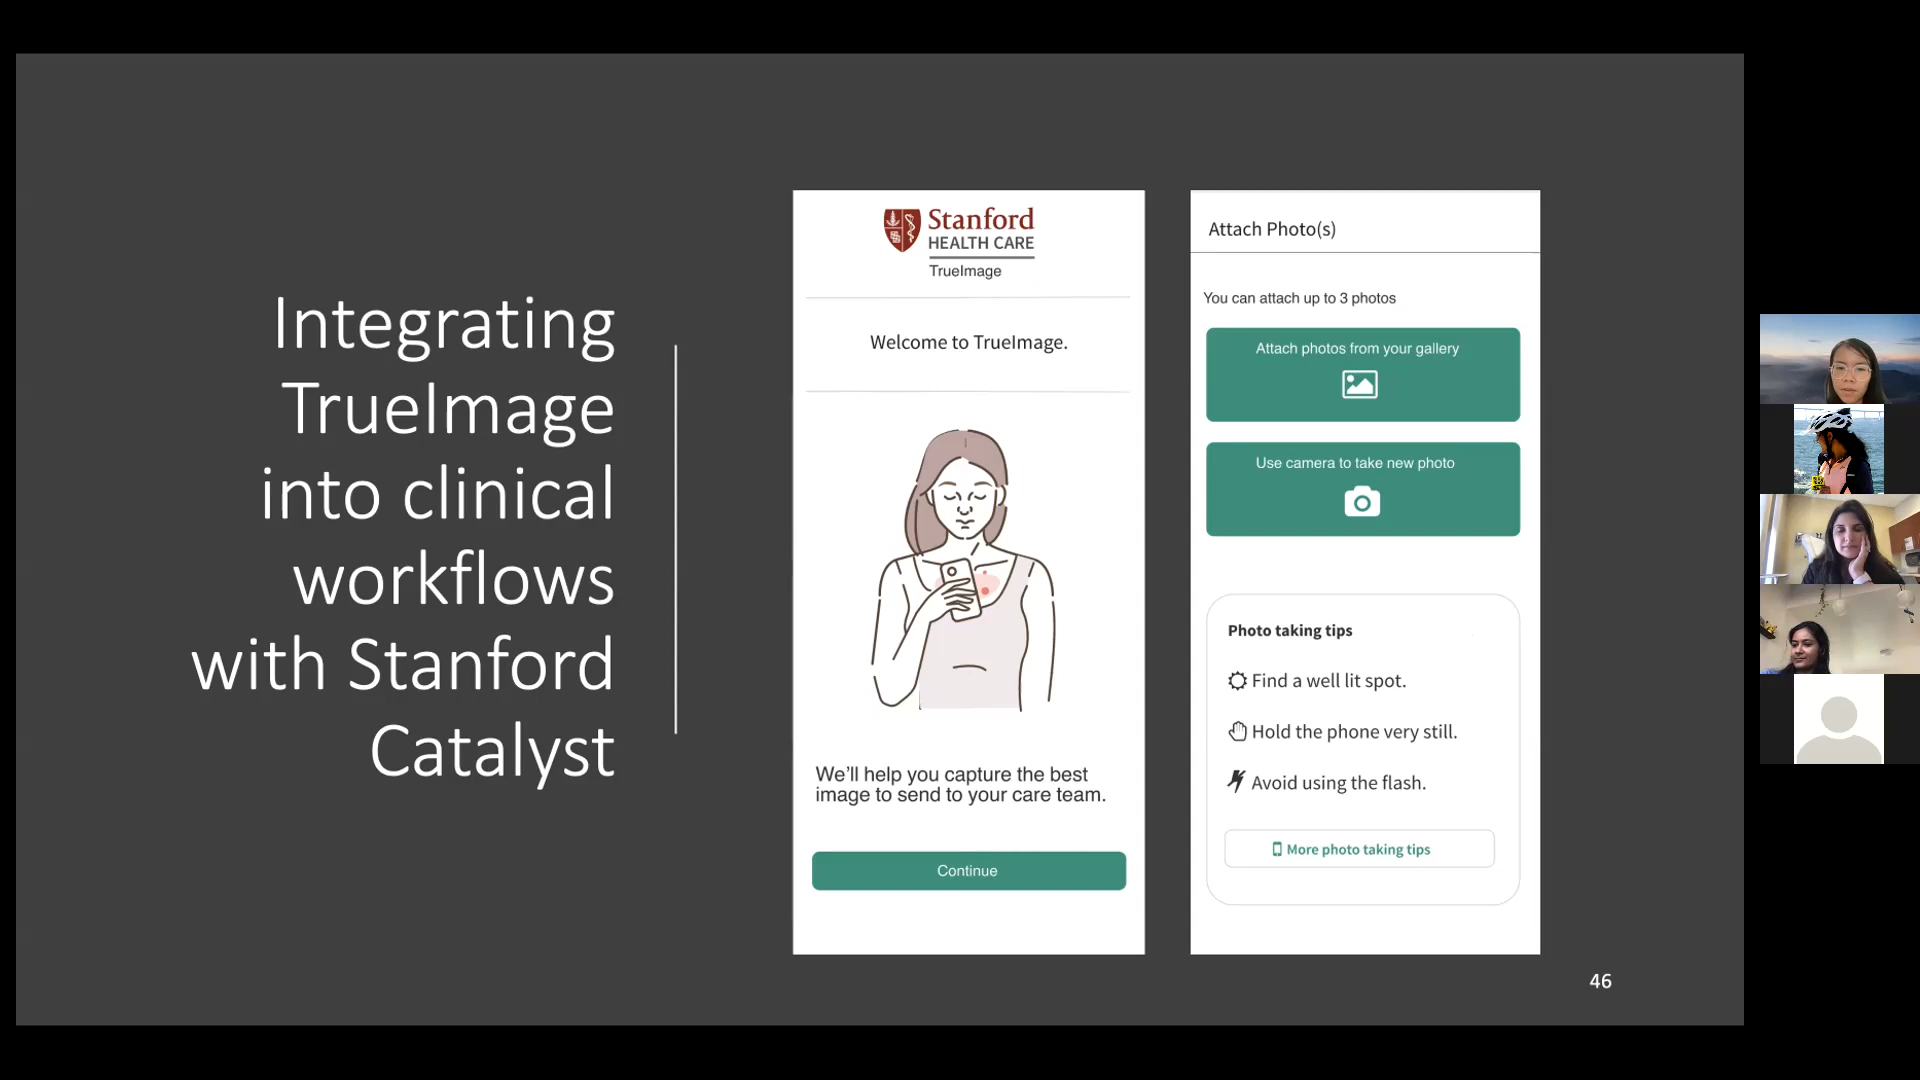 Integrating
TrueImage
into clinical
workflows
with Stanford
Catalyst
Stanford
HEALTH CARE
TrueImage
Welcome to TrueImage.
We'll help you capture the best
image to send to your care team.
Continue
Attach Photo(s)
You can attach up to 3 photos
Attach photos from your gallery
Use camera to take new photo
Photo taking tips
Find a well lit spot.
Hold the phone very still.
Avoid using the flash.
More photo taking tips
46